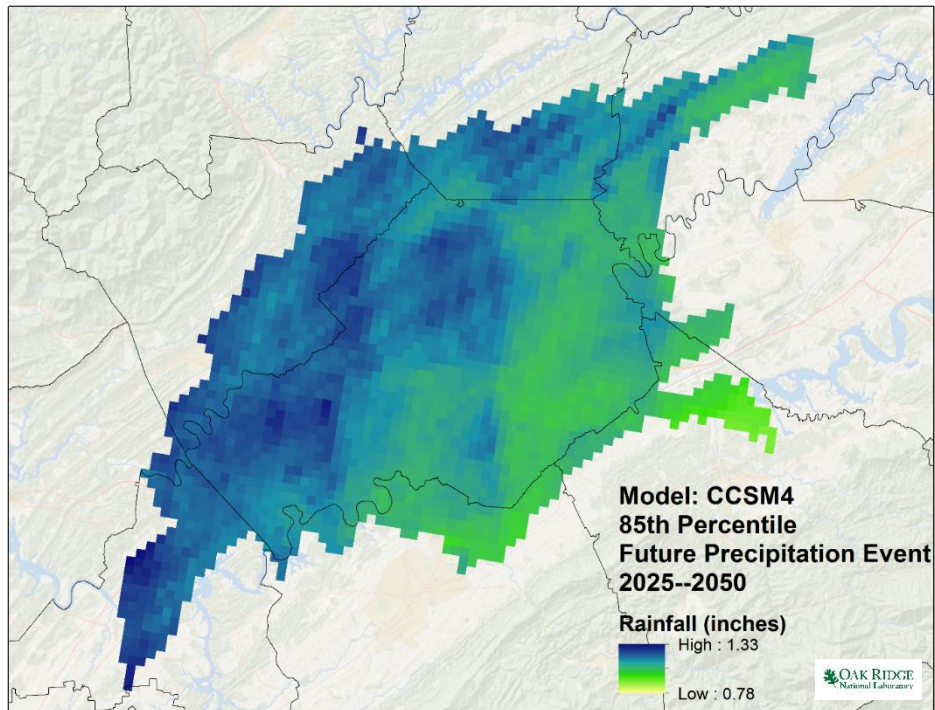 Model: CCSM4
85th Percentile
Future Precipitation Event
2025--2050
Rainfall (inches)
High : 1.33
Low : 0.78
OAK RIDGE
National Laboratory